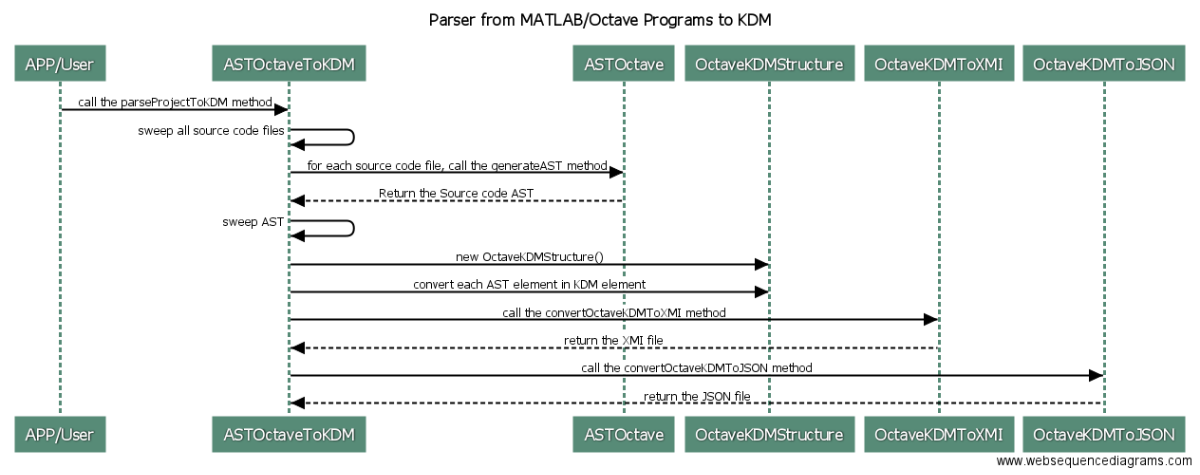 Parser from MATLAB/Octave Programs to KDM
APP/User ASTOctaveToKDM ASTOctave OctaveKDMStructure OctaveKDMToXMI OctaveKDMToJSON
call the parseProjectToKDM method
sweep all source code files
for each source code file, call the generateAST method
Return the Source code AST
sweep AST
new OctaveKDMStructure()
convert each AST element in KDM element
call the convertOctaveKDMToXMI method
return the XMI file
call the convertOctaveKDMToJSON method
return the JSON file
APP/User ASTOctaveToKDM ASTOctave OctaveKDMStructure OctaveKDMToXMI OctaveKDMToJSON
www.websequencediagrams.com